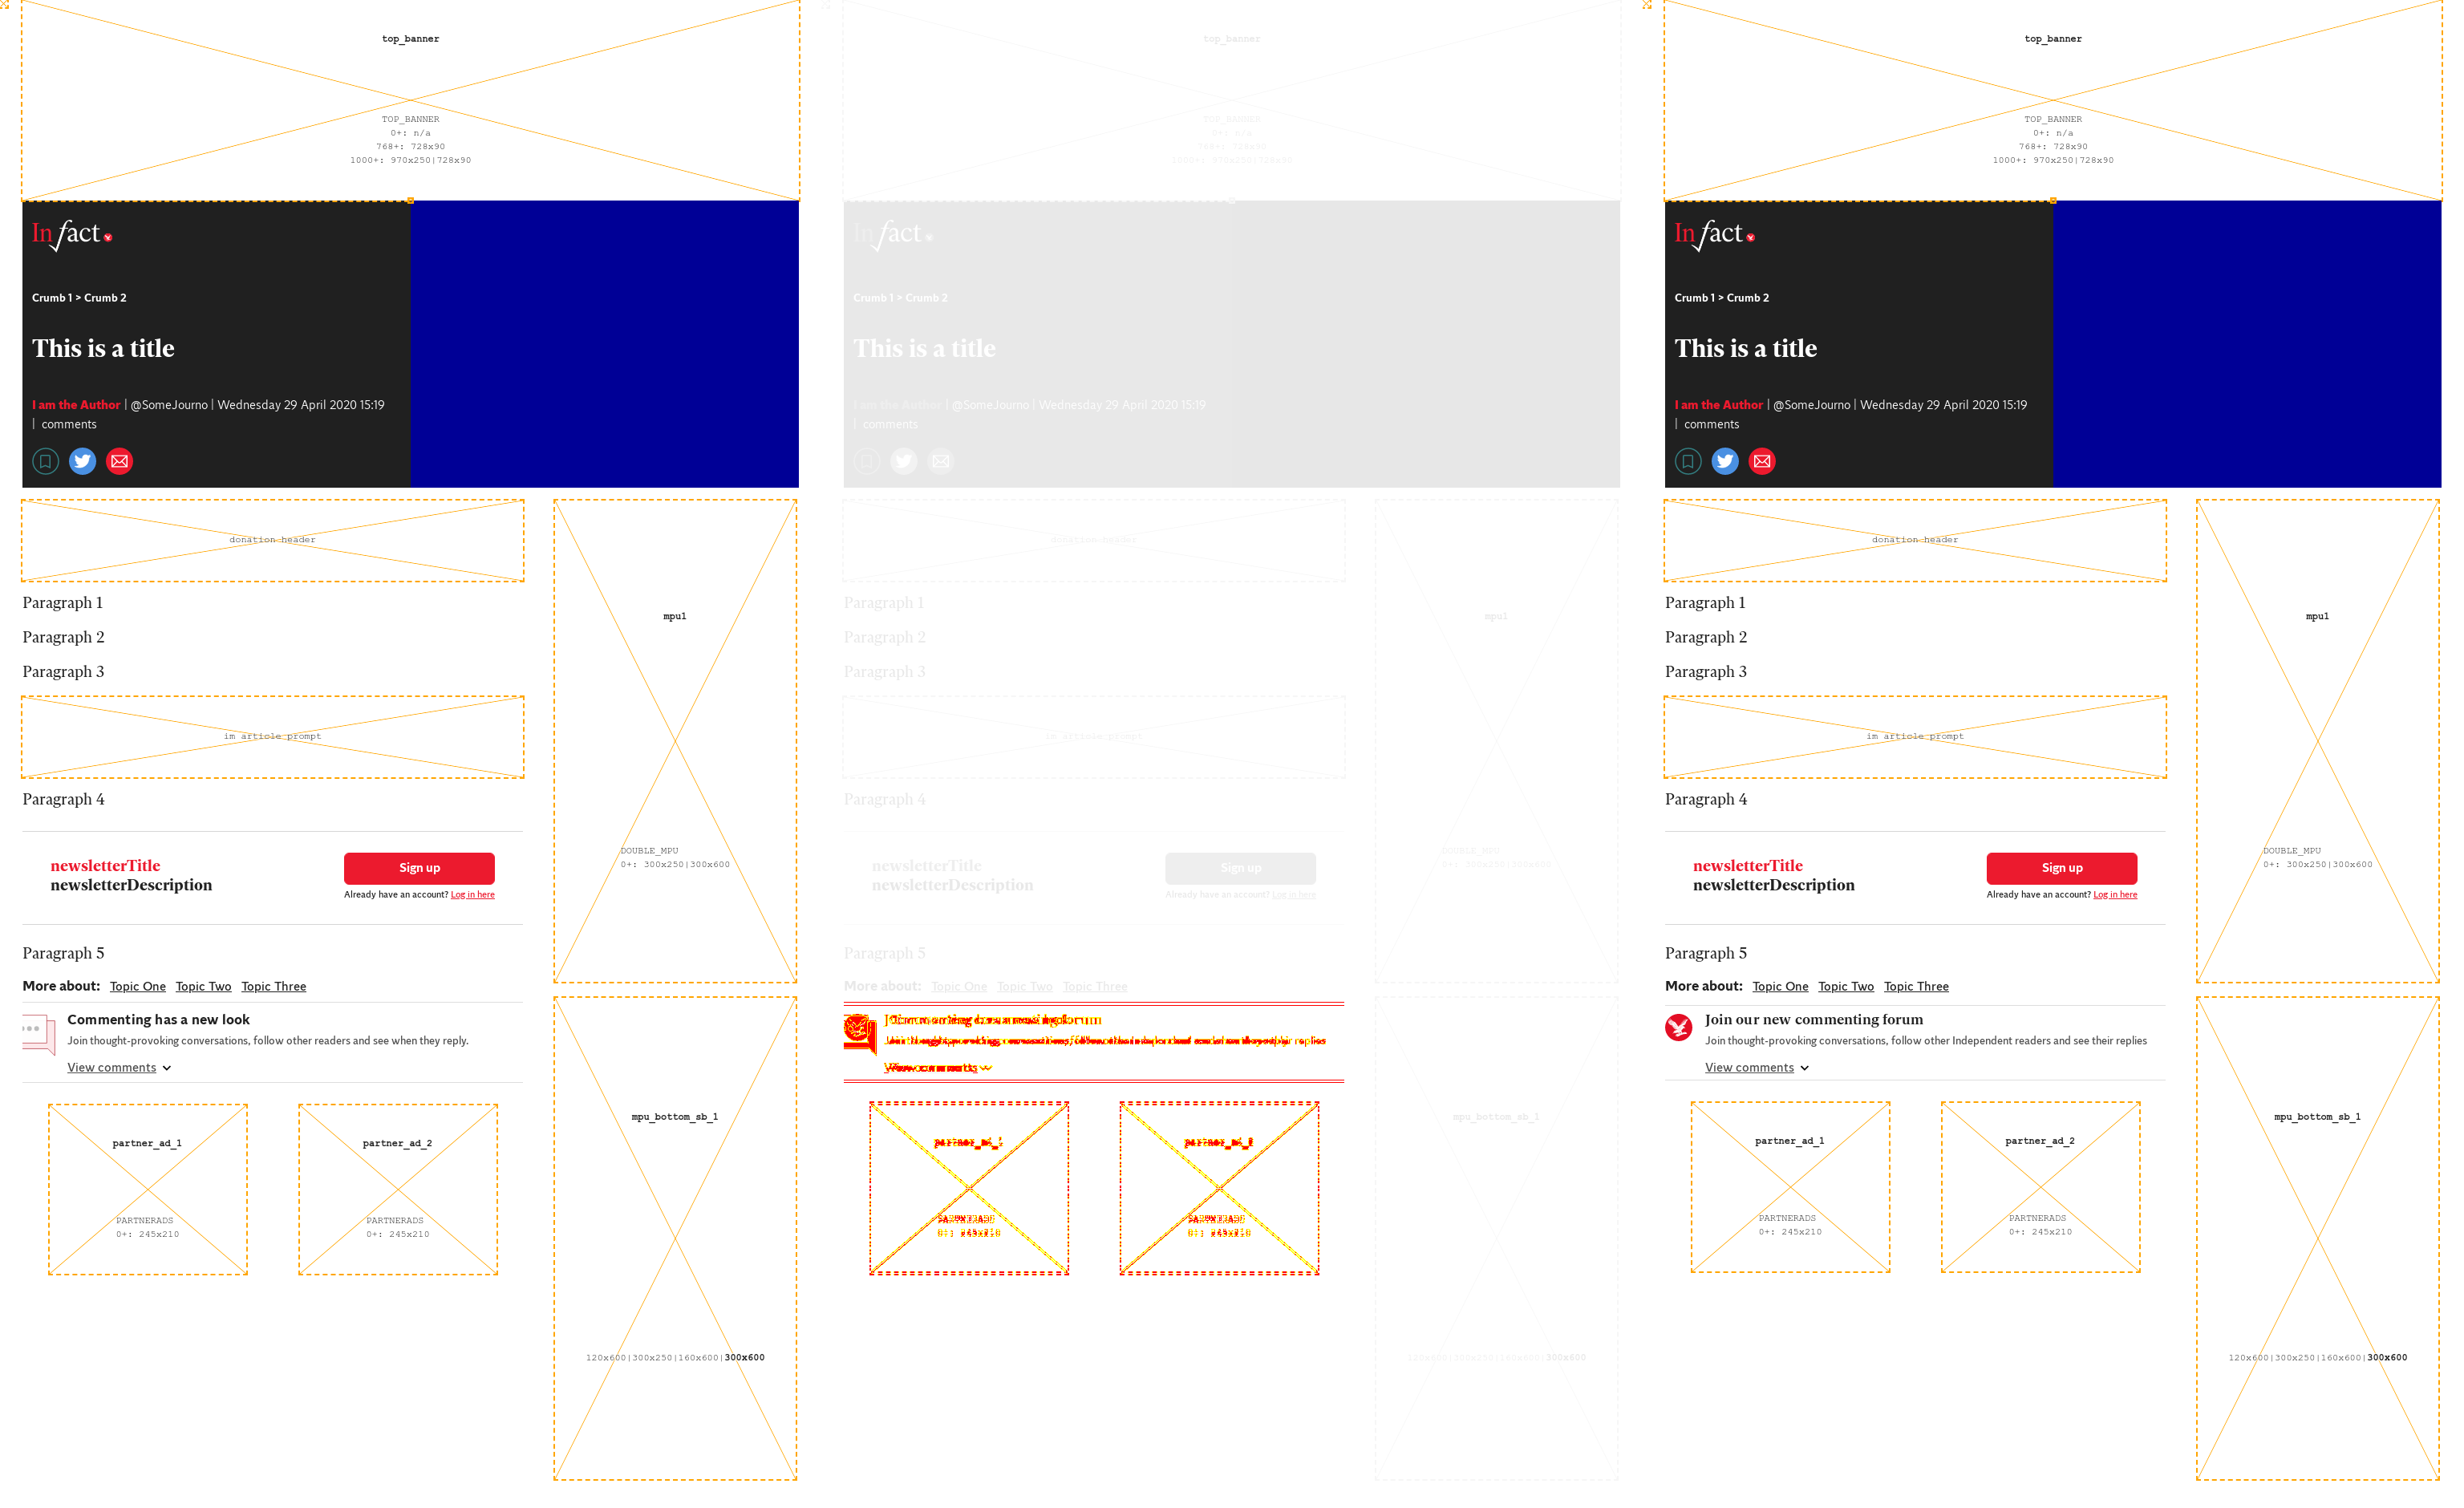 top_banner
TOP_BANNER
0+: n/a
768+: 728x90
1000+: 970x250|728x90
Infact
Crumb 1 > Crumb 2
This is a title
I am the Author | @SomeJourno | Wednesday 29 April 2020 15:19
| comments
donation header
Paragraph 1
Paragraph 2
Paragraph 3
im article prompt
Paragraph 4
newsletterTitle
newsletterDescription
Sign up
Already have an account? Log in here
Paragraph 5
More about: Topic One Topic Two Topic Three
Commenting has a new look
Join thought-provoking conversations, follow other readers and see when they reply.
View comments
partner_ad_1
PARTNERADS
0+: 245x210
partner_ad_2
PARTNERADS
0+: 245x210
mpu1
DOUBLE_MPU
0+: 300x250|300x600
mpu_bottom_sb_1
120x600|300x250|160x600|300x600
top_banner
TOP_BANNER
0+: n/a
768+: 728x90
1000+: 970x250|728x90
Infact
Crumb 1 > Crumb 2
This is a title
I am the Author | @SomeJourno | Wednesday 29 April 2020 15:19
| comments
donation header
Paragraph 1
Paragraph 2
Paragraph 3
im article prompt
Paragraph 4
newsletterTitle
newsletterDescription
Sign up
Already have an account? Log in here
Paragraph 5
More about: Topic One Topic Two Topic Three
mpu1
DOUBLE_MPU
0+: 300x250|300x600
mpu_bottom_sb_1
120x600|300x250|160x600|300x600
top_banner
TOP_BANNER
0+: n/a
768+: 728x90
1000+: 970x250|728x90
Infact
Crumb 1 > Crumb 2
This is a title
I am the Author | @SomeJourno | Wednesday 29 April 2020 15:19
| comments
donation header
Paragraph 1
Paragraph 2
Paragraph 3
im article prompt
Paragraph 4
newsletterTitle
newsletterDescription
Sign up
Already have an account? Log in here
Paragraph 5
More about: Topic One Topic Two Topic Three
Join our new commenting forum
Join thought-provoking conversations, follow other Independent readers and see their replies
View comments
partner_ad_1
PARTNERADS
0+: 245x210
partner_ad_2
PARTNERADS
0+: 245x210
mpu1
DOUBLE_MPU
0+: 300x250|300x600
mpu_bottom_sb_1
120x600|300x250|160x600|300x600